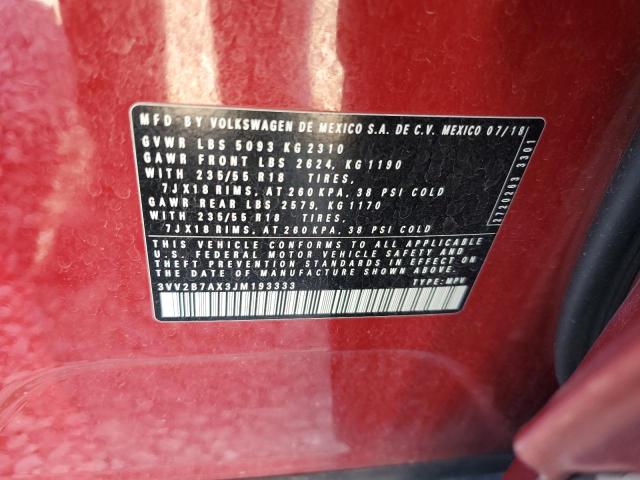 MFD BY VOLKSWAGEN DE MEXICO S.A. DE C.V. MEXICO 07/18
GVWR LBS 5093 KG 2310
GAWR FRONT LBS 2624, KG 1190
WITH 235/55 R18 TIRES,
7JX18 RIMS, AT 260 KPA, 38 PSI COLD
GAWR REAR LBS 2579, KG 1170
WITH 235/55 R18 TIRES,
7JX18 RIMS, AT 260 KPA, 38 PSI COLD
THIS VEHICLE CONFORMS TO ALL APPLICABLE
U.S. FEDERAL MOTOR VEHICLE SAFETY AND
THEFT PREVENTION STANDARDS IN EFFECT ON
THE DATE OF MANUFACTURE SHOWN ABOVE.
3VV2B7AX3JM193333 TYPE: MPV
2730203 3301